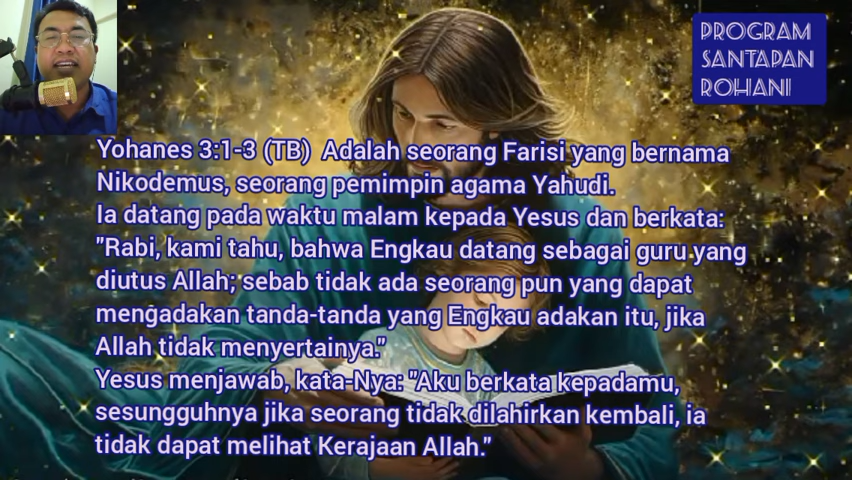 PROGRAM
SANTAPAN
ROHANI
Yohanes 3:1-3 (TB) Adalah seorang Farisi yang bernama
Nikodemus, seorang pemimpin agama Yahudi.
Ia datang pada waktu malam kepada Yesus dan berkata:
"Rabi, kami tahu, bahwa Engkau datang sebagai guru yang
diutus Allah; sebab tidak ada seorang pun yang dapat
mengadakan tanda-tanda yang Engkau adakan itu, jika
Allah tidak menyertainya."
Yesus menjawab, kata-Nya: "Aku berkata kepadamu,
sesungguhnya jika seorang tidak dilahirkan kembali, ia
tidak dapat melihat Kerajaan Allah."